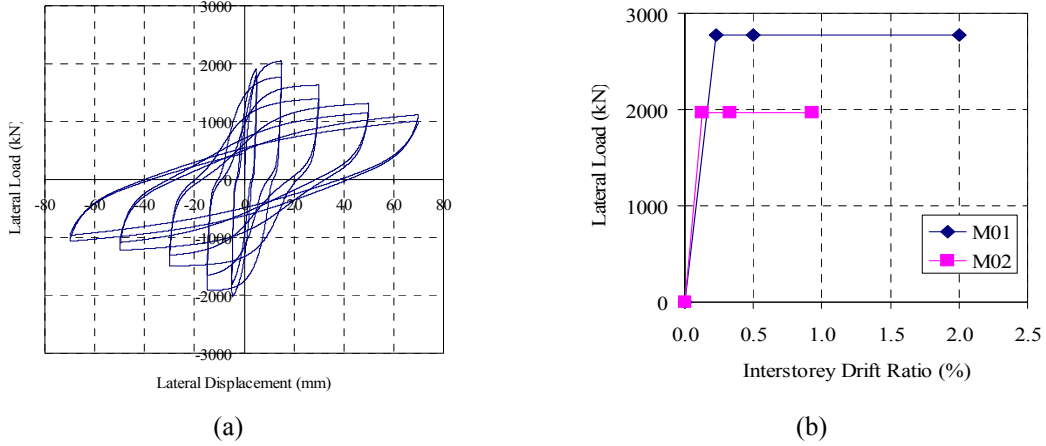 3000
2000
1000
0
-80 -60 -40 -20 0 20 40 60 80
-1000
-2000
-3000
Lateral Load (kN)
Lateral Displacement (mm)
(a)
3000
2000
1000
0
0.0 0.5 1.0 1.5 2.0 2.5
Lateral Load (kN)
Interstorey Drift Ratio (%)
M01
M02
(b)